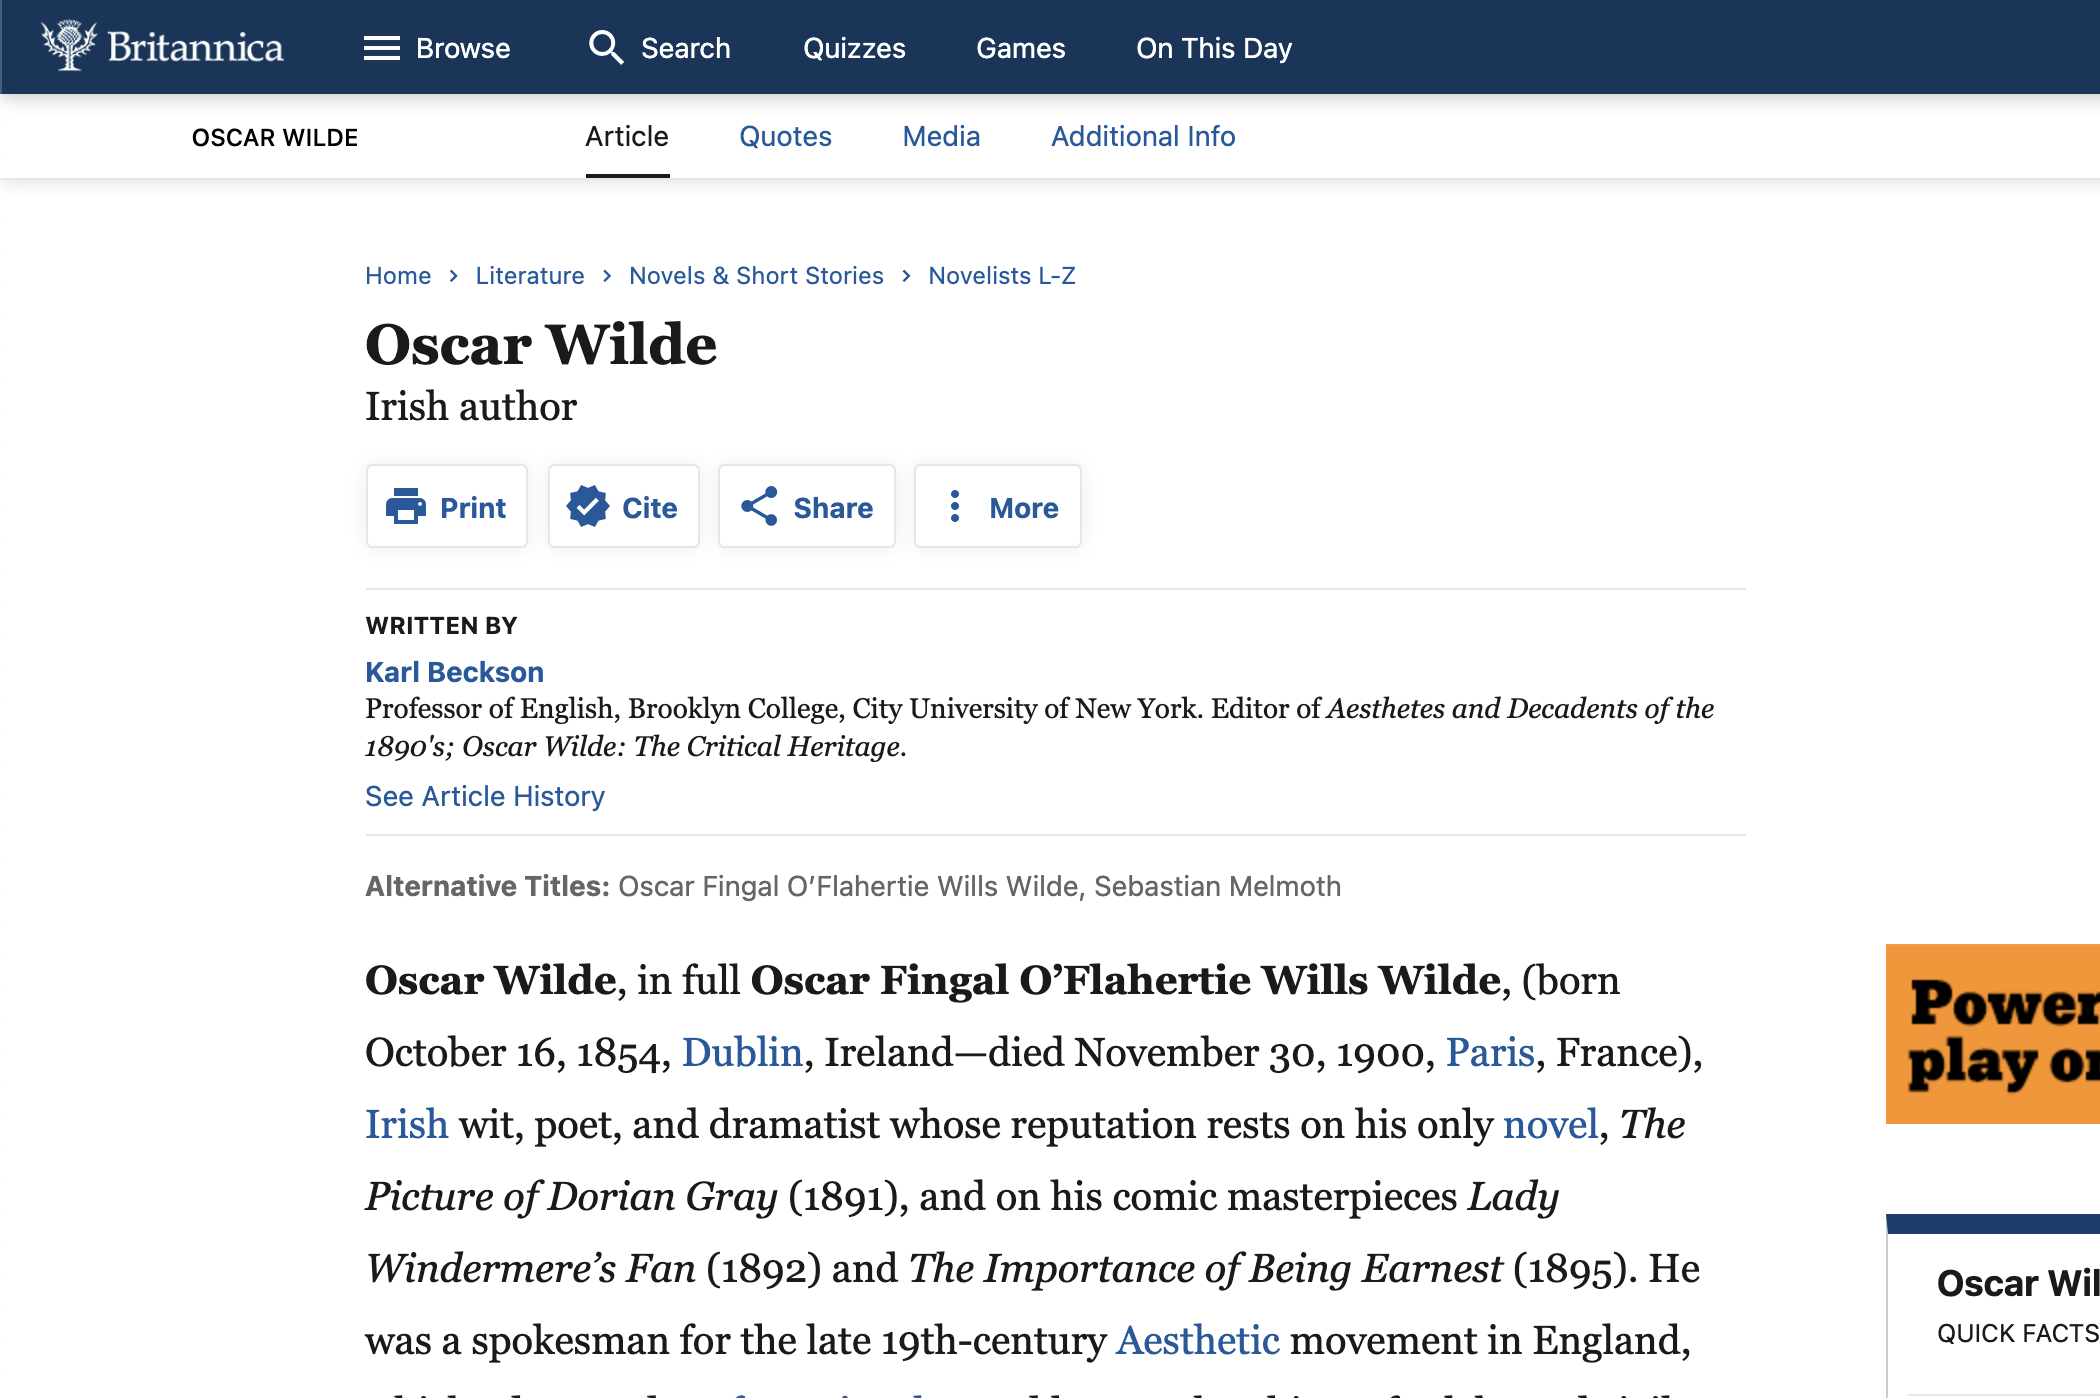 Britannica
Browse
Search
Quizzes
Games
On This Day
OSCAR WILDE
Article
Quotes
Media
Additional Info
Home > Literature > Novels & Short Stories > Novelists L-Z
Oscar Wilde
Irish author
Print
Cite
Share
More
WRITTEN BY
Karl Beckson
Professor of English, Brooklyn College, City University of New York. Editor of Aesthetes and Decadents of the
1890's; Oscar Wilde: The Critical Heritage.
See Article History
Alternative Titles: Oscar Fingal O’Flahertie Wills Wilde, Sebastian Melmoth
Oscar Wilde, in full Oscar Fingal O’Flahertie Wills Wilde, (born
October 16, 1854, Dublin, Ireland—died November 30, 1900, Paris, France),
Irish wit, poet, and dramatist whose reputation rests on his only novel, The
Picture of Dorian Gray (1891), and on his comic masterpieces Lady
Windermere’s Fan (1892) and The Importance of Being Earnest (1895). He
was a spokesman for the late 19th-century Aesthetic movement in England,
Power
play
Oscar
QUICK FACTS